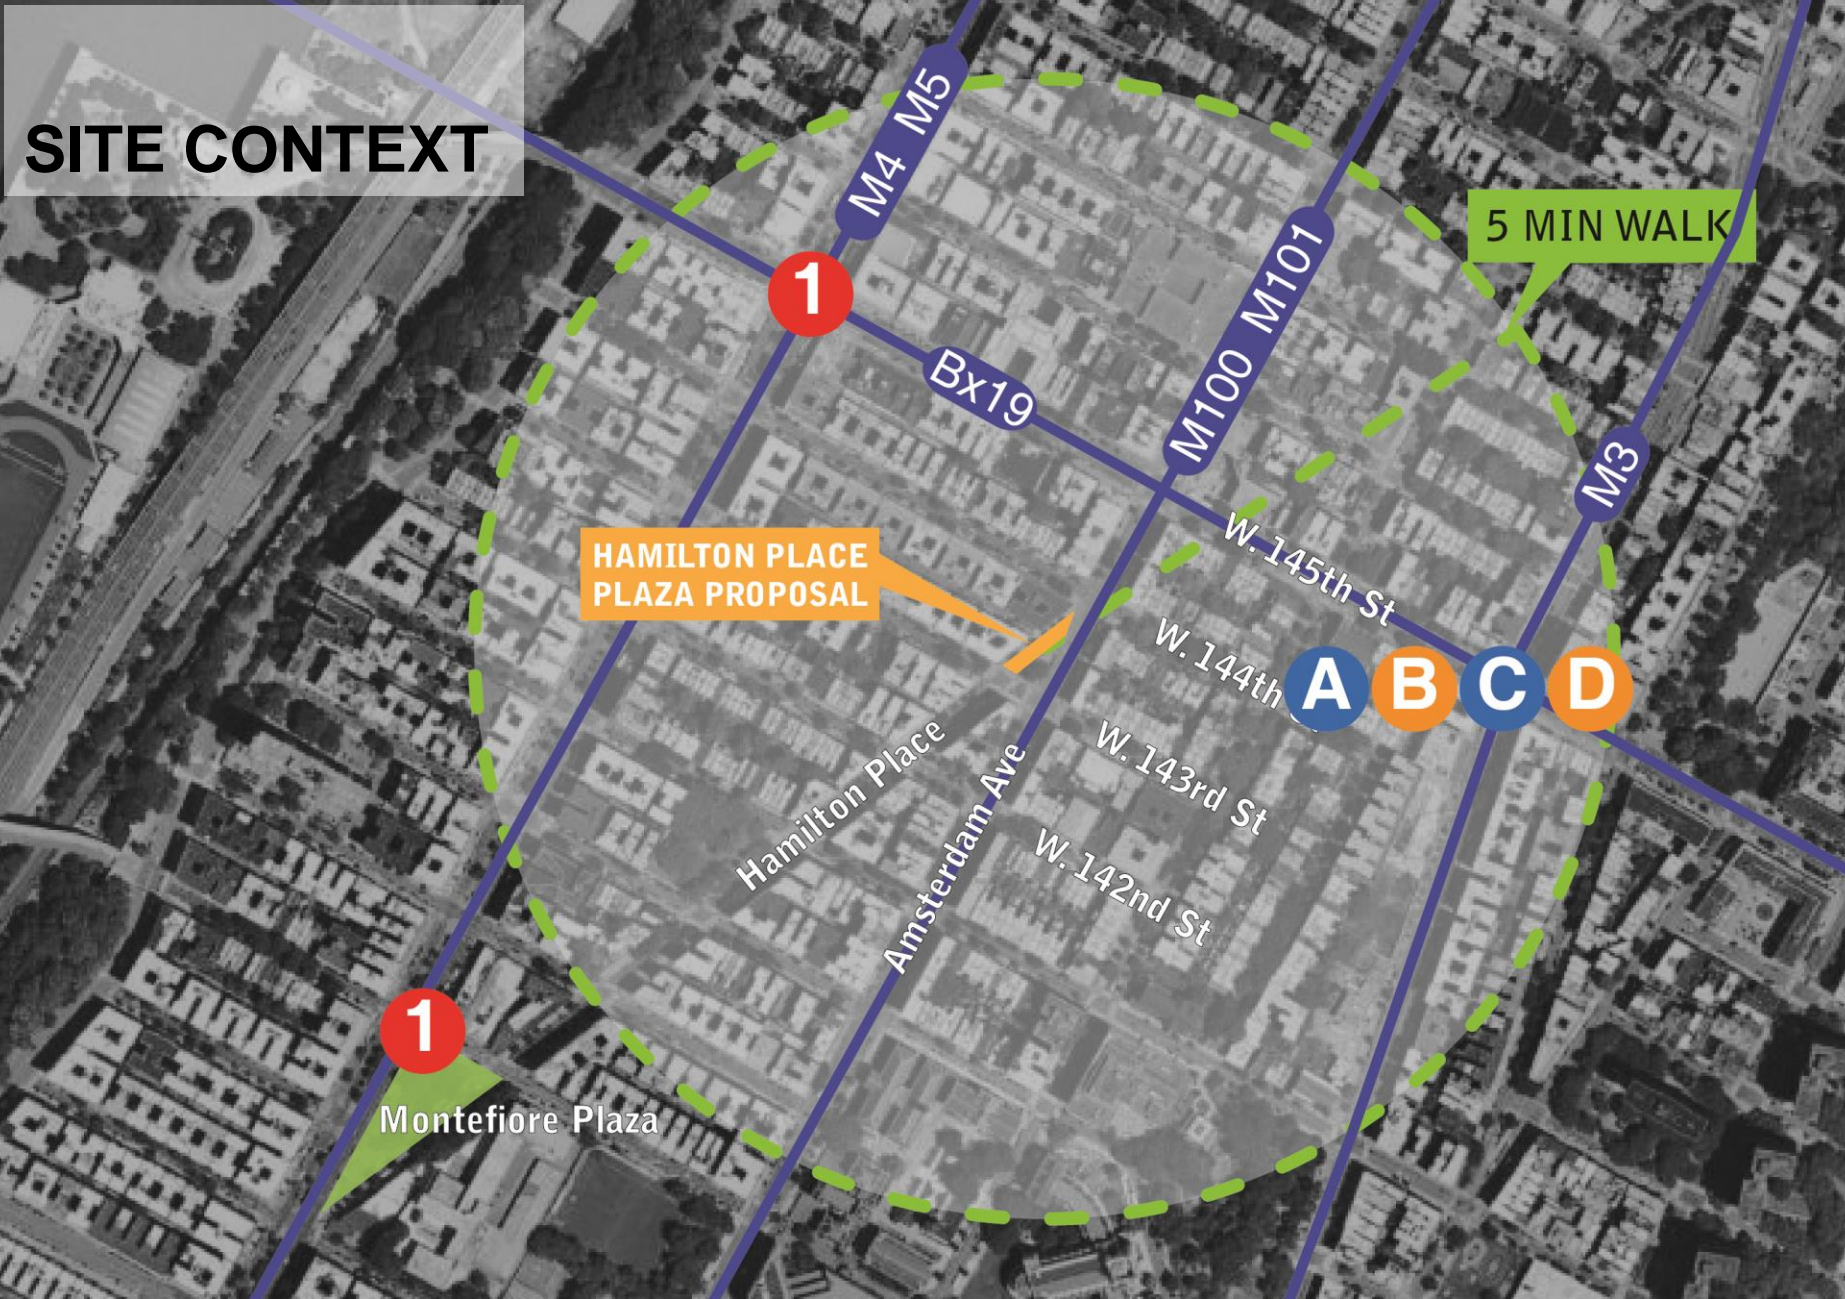 SITE CONTEXT
M4 M5
M100 M101
5 MIN WALK
1
Bx19
M3
HAMILTON PLACE
PLAZA PROPOSAL
W. 145th St
W. 144th
A B C D
Hamilton Place
Amsterdam Ave
W. 143rd St
W. 142nd St
1
Montefiore Plaza